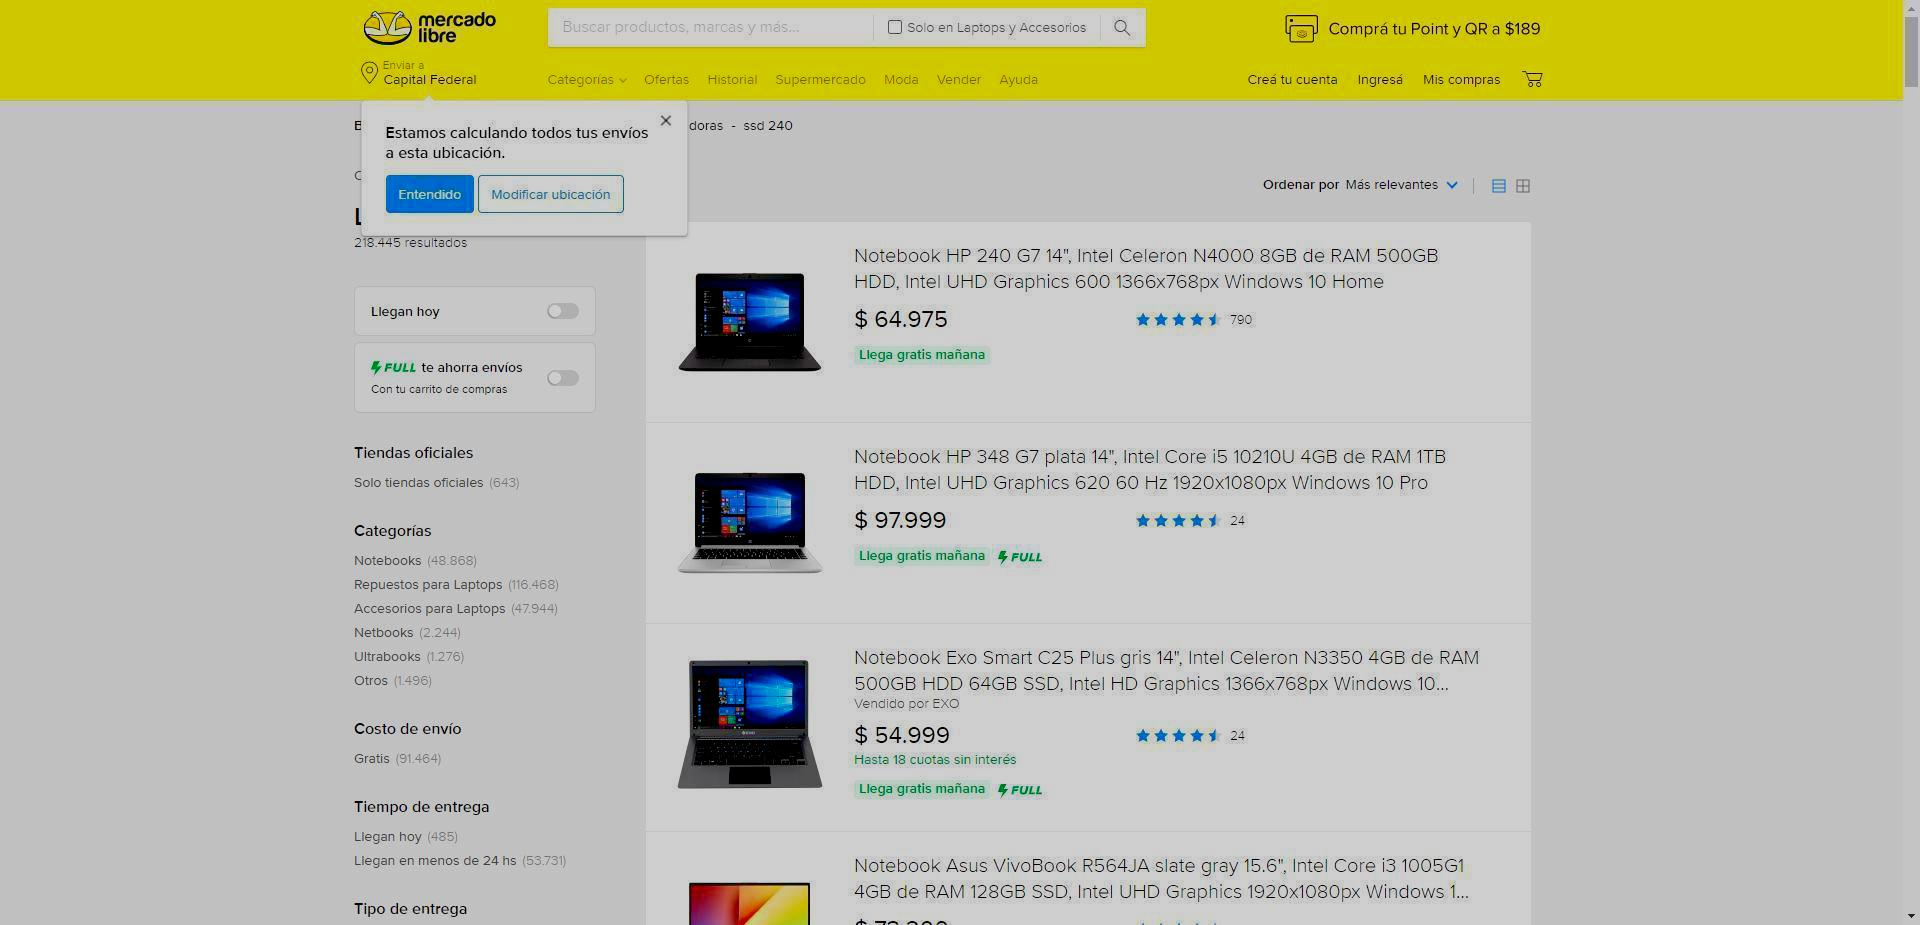 mercado
libre
Buscar productos, marcas y más...
Solo en Laptops y Accesorios
Comprá tu Point y QR a $189
Enviar a
Capital Federal
Categorías
Ofertas
Historial
Supermercado
Moda
Vender
Ayuda
Creá tu cuenta
Ingresá
Mis compras
doras - ssd 240
Estamos calculando todos tus envíos
a esta ubicación.
Entendido
Modificar ubicación
Ordenar por Más relevantes
218.445 resultados
Llegan hoy
FULL te ahorra envíos
Con tu carrito de compras
Tiendas oficiales
Solo tiendas oficiales (643)
Categorías
Notebooks (48.868)
Repuestos para Laptops (116.468)
Accesorios para Laptops (47.944)
Netbooks (2.244)
Ultrabooks (1.276)
Otros (1.496)
Costo de envío
Gratis (91.464)
Tiempo de entrega
Llegan hoy (485)
Llegan en menos de 24 hs (53.731)
Tipo de entrega
Notebook HP 240 G7 14", Intel Celeron N4000 8GB de RAM 500GB
HDD, Intel UHD Graphics 600 1366x768px Windows 10 Home
$ 64.975
790
Llega gratis mañana
Notebook HP 348 G7 plata 14", Intel Core i5 10210U 4GB de RAM 1TB
HDD, Intel UHD Graphics 620 60 Hz 1920x1080px Windows 10 Pro
$ 97.999
24
Llega gratis mañana FULL
Notebook Exo Smart C25 Plus gris 14", Intel Celeron N3350 4GB de RAM
500GB HDD 64GB SSD, Intel HD Graphics 1366x768px Windows 10...
Vendido por EXO
$ 54.999
24
Hasta 18 cuotas sin interés
Llega gratis mañana FULL
Notebook Asus VivoBook R564JA slate gray 15.6", Intel Core i3 1005G1
4GB de RAM 128GB SSD, Intel UHD Graphics 1920x1080px Windows 1...